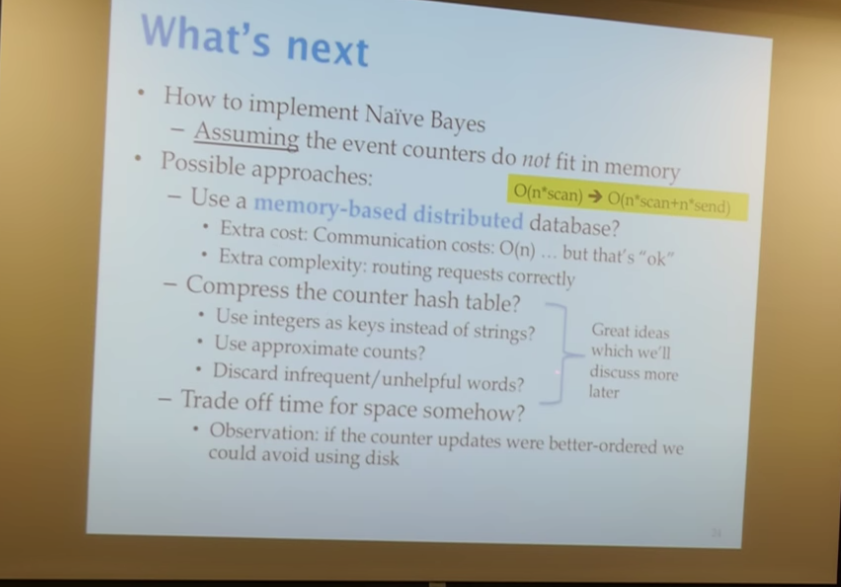 What's next
• How to implement Naïve Bayes
– Assuming the event counters do not fit in memory
• Possible approaches:
O(n*scan) ➔ O(n*scan+n*send)
– Use a memory-based distributed database?
• Extra cost: Communication costs: O(n) … but that's "ok"
• Extra complexity: routing requests correctly
– Compress the counter hash table?
• Use integers as keys instead of strings?
• Use approximate counts?
• Discard infrequent/unhelpful words?
Great ideas
which we'll
discuss more
later
– Trade off time for space somehow?
• Observation: if the counter updates were better-ordered we
could avoid using disk